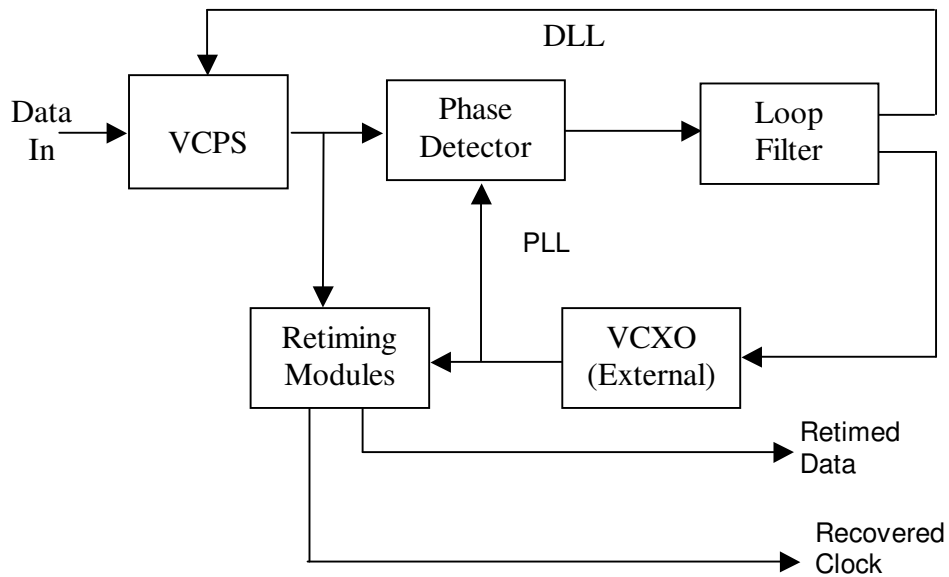 DLL
Data
In
VCPS
Phase
Detector
Loop
Filter
PLL
Retiming
Modules
VCXO
(External)
Retimed
Data
Recovered
Clock